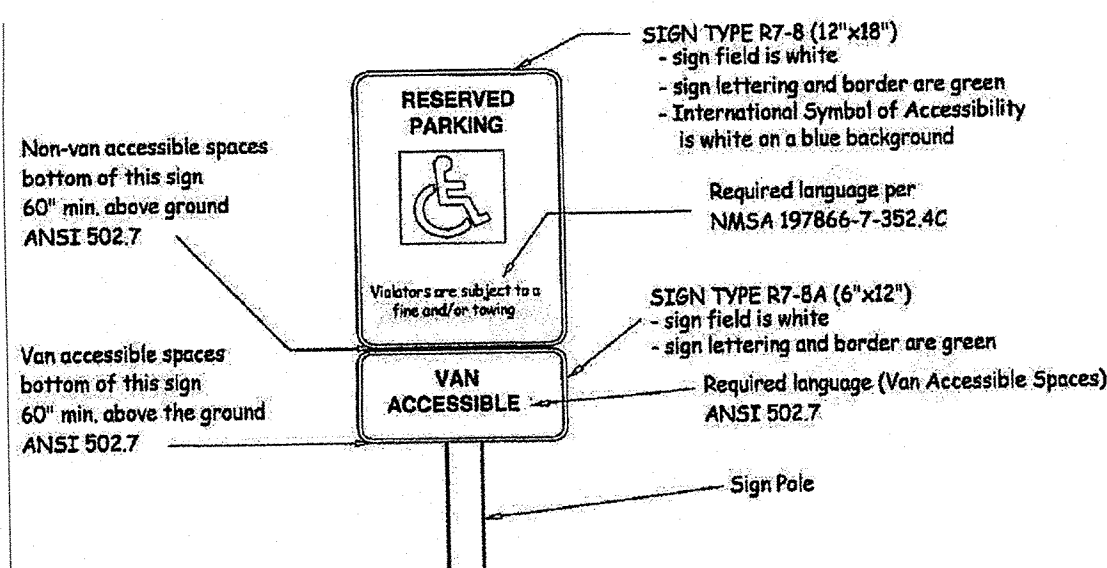 SIGN TYPE R7-8 (12"x18")
- sign field is white
- sign lettering and border are green
- International Symbol of Accessibility
is white on a blue background
RESERVED
PARKING
Non-van accessible spaces
bottom of this sign
60" min. above ground
ANSI 502.7
Required language per
NMSA 197866-7-352.4C
Violators are subject to a
fine and/or towing
SIGN TYPE R7-8A (6"x12")
- sign field is white
- sign lettering and border are green
Van accessible spaces
bottom of this sign
60" min. above the ground
ANSI 502.7
VAN
ACCESSIBLE
Required language (Van Accessible Spaces)
ANSI 502.7
Sign Pole